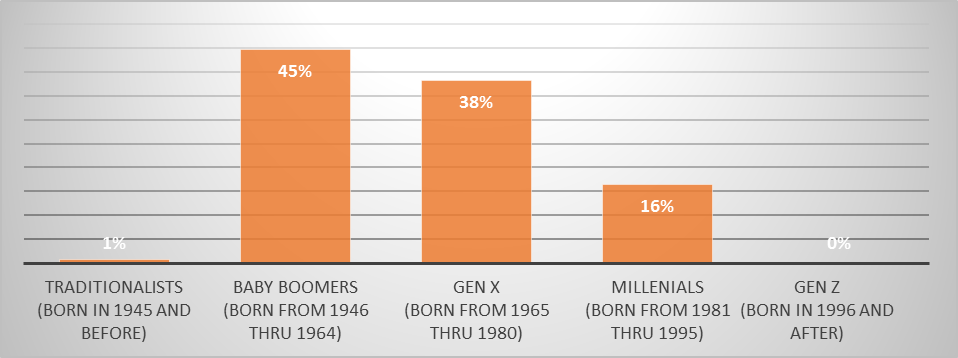 45%
38%
16%
1%
0%
TRADITIONALISTS
(BORN IN 1945 AND
BEFORE)
BABY BOOMERS
(BORN FROM 1946
THRU 1964)
GEN X
(BORN FROM 1965
THRU 1980)
MILLENIALS
(BORN FROM 1981
THRU 1995)
GEN Z
(BORN IN 1996 AND
AFTER)